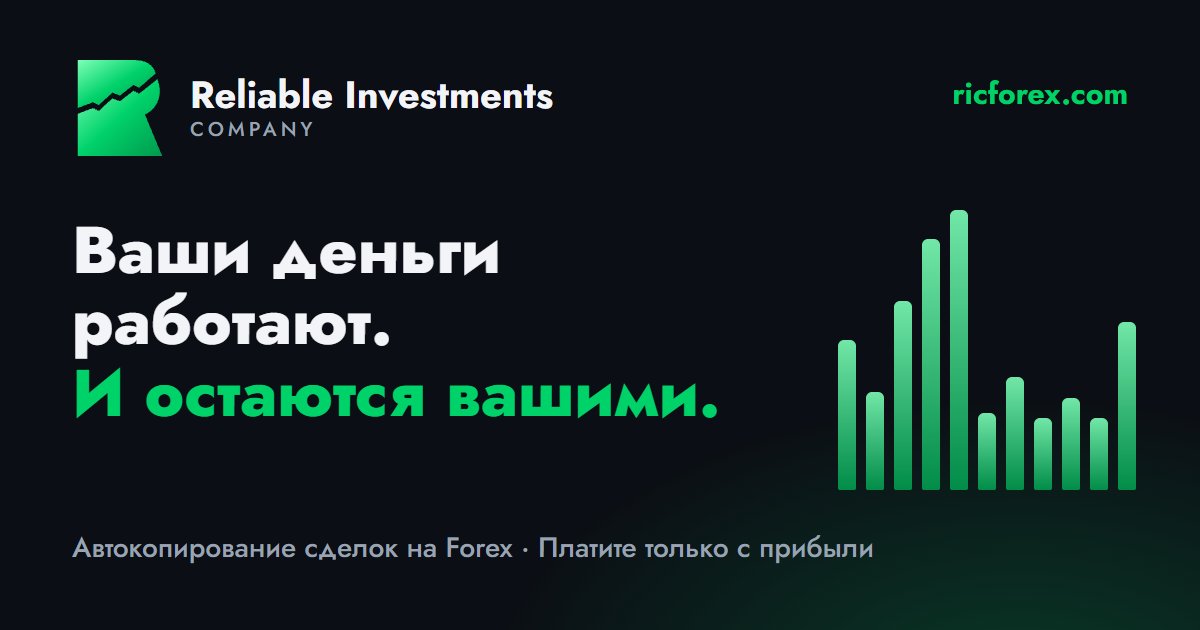 Reliable Investments
COMPANY
ricforex.com
Ваши деньги
работают.
И остаются вашими.
Автокопирование сделок на Forex · Платите только с прибыли